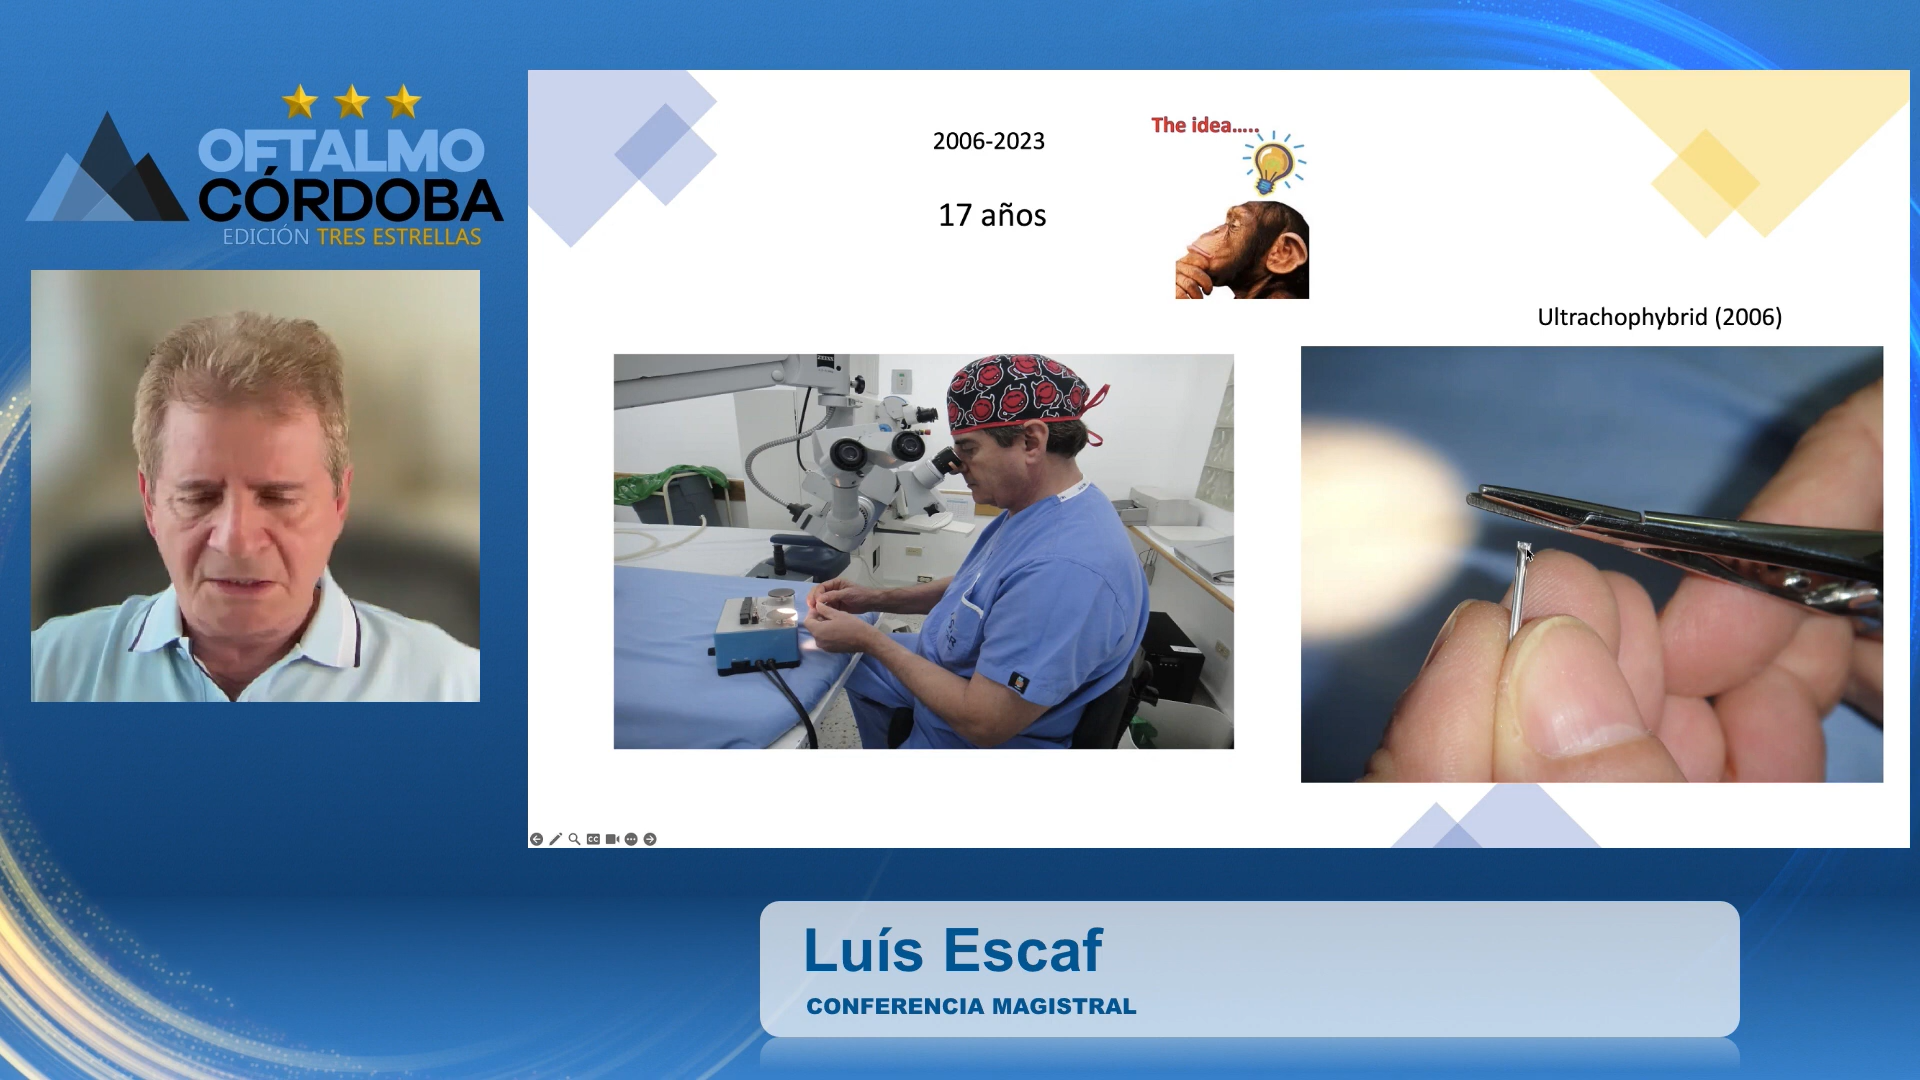 OFTALMO
CÓRDOBA
EDICIÓN TRES ESTRELLAS
2006-2023
17 años
The idea.....
Ultrachophybrid (2006)
Luís Escaf
CONFERENCIA MAGISTRAL